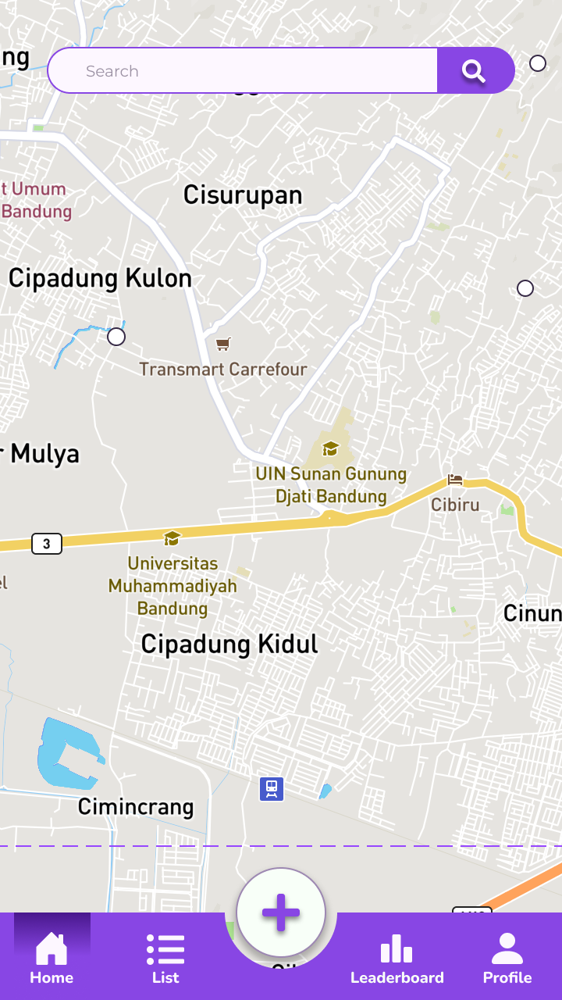 ng
Search
t Umum
Bandung
Cisurupan
Cipadung Kulon
Transmart Carrefour
r Mulya
UIN Sunan Gunung
Djati Bandung
Cibiru
3
Universitas
Muhammadiyah
Bandung
el
Cinun
Cipadung Kidul
Cimincrang
Home
List
Leaderboard
Profile